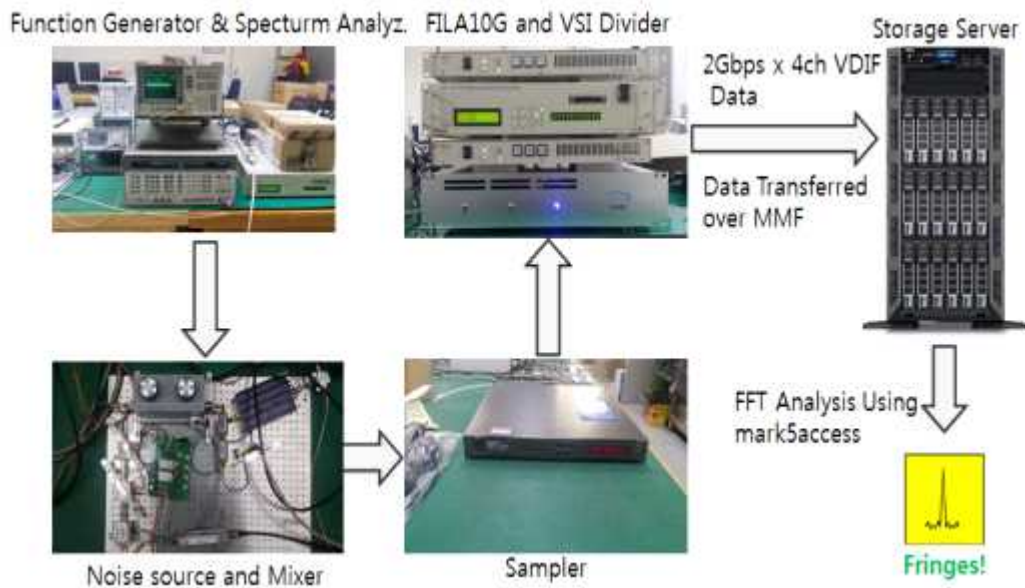 Function Generator & Specturm Analyz.
FILA10G and VSI Divider
Storage Server
2Gbps x 4ch VDIF
Data
Data Transferred
over MMF
Noise source and Mixer
Sampler
FFT Analysis Using
mark5access
Fringes!